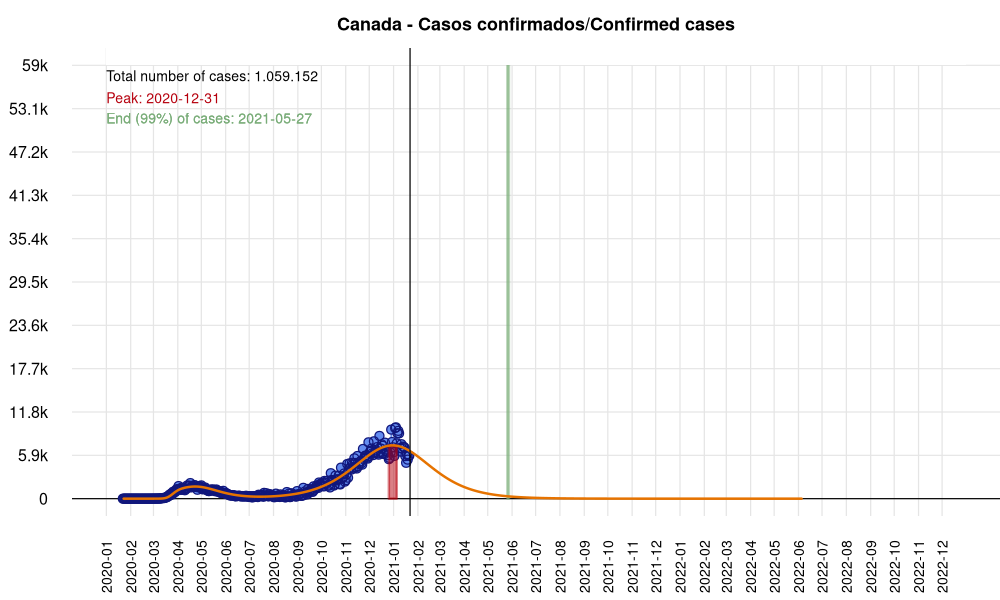 Canada - Casos confirmados/Confirmed cases
Total number of cases: 1.059.152
Peak: 2020-12-31
End (99%) of cases: 2021-05-27
59k
53.1k
47.2k
41.3k
35.4k
29.5k
23.6k
17.7k
11.8k
5.9k
0
2020-01
2020-02
2020-03
2020-04
2020-05
2020-06
2020-07
2020-08
2020-09
2020-10
2020-11
2020-12
2021-01
2021-02
2021-03
2021-04
2021-05
2021-06
2021-07
2021-08
2021-09
2021-10
2021-11
2021-12
2022-01
2022-02
2022-03
2022-04
2022-05
2022-06
2022-07
2022-08
2022-09
2022-10
2022-11
2022-12